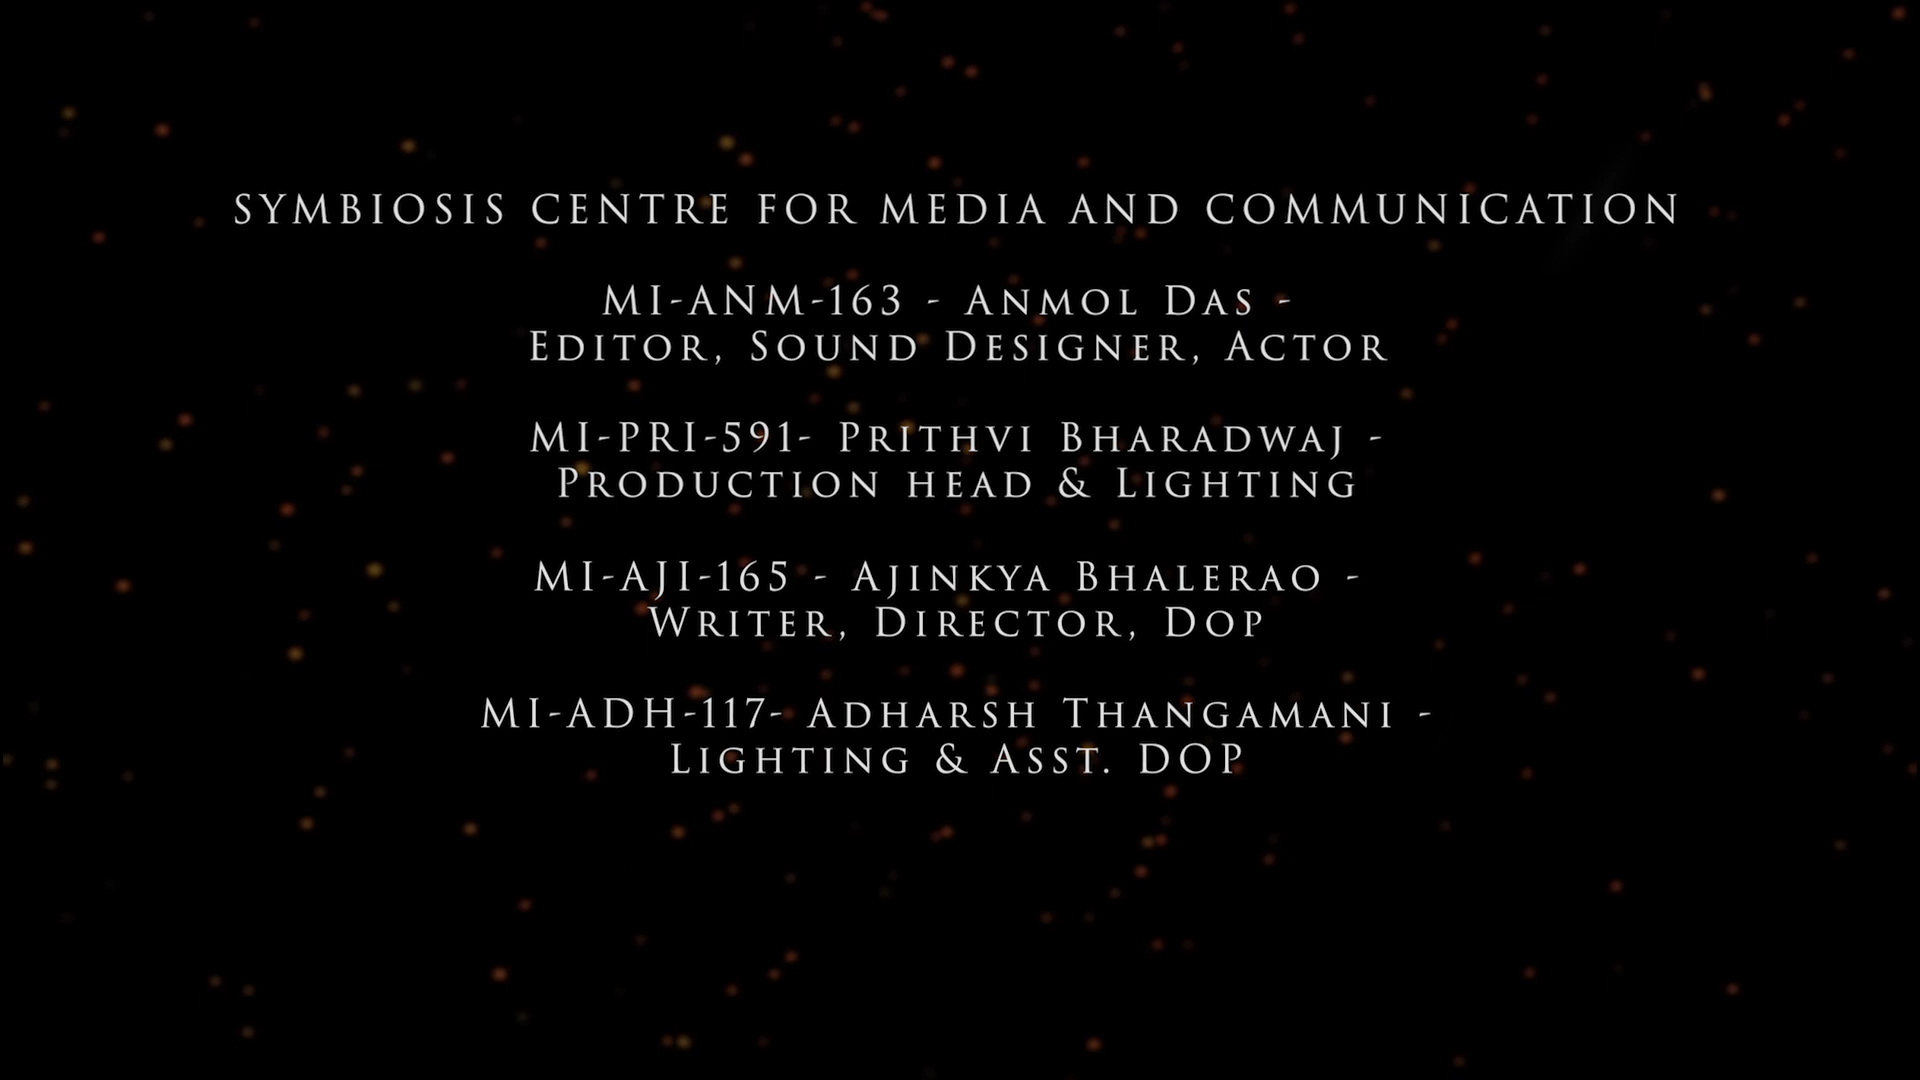 SYMBIOSIS CENTRE FOR MEDIA AND COMMUNICATION
MI-ANM-163 - Anmol Das -
Editor, Sound Designer, Actor
MI-PRI-591- Prithvi Bharadwaj -
Production head & Lighting
MI-AJI-165 - Ajinkya Bhalerao -
Writer, Director, Dop
MI-ADH-117- Adharsh Thangamani -
Lighting & Asst. DOP